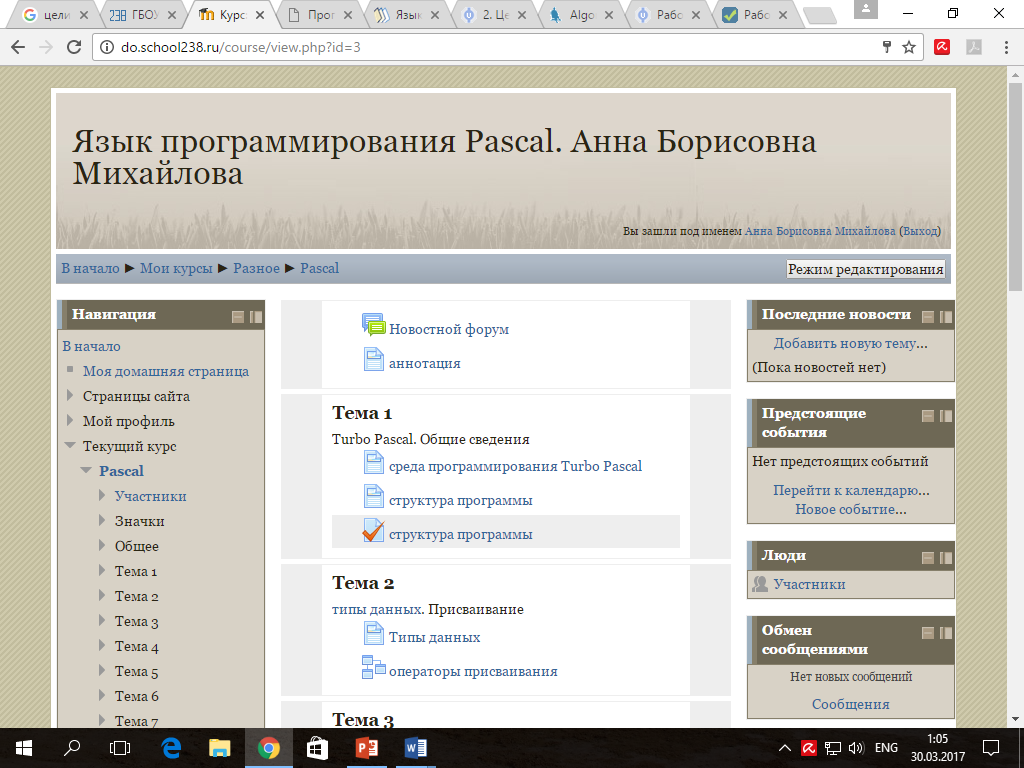 цели
238 ГБОУ
Курс:
Прог
Язык
2. Це
Algo
Рабо
Рабо
do.school238.ru/course/view.php?id=3
Язык программирования Pascal. Анна Борисовна
Михайлова
Вы зашли под именем Анна Борисовна Михайлова (Выход)
В начало ► Мои курсы ► Разное ► Pascal
Режим редактирования
Навигация
В начало
Моя домашняя страница
Страницы сайта
Мой профиль
Текущий курс
Pascal
Участники
Значки
Общее
Тема 1
Тема 2
Тема 3
Тема 4
Тема 5
Тема 6
Тема 7
Новостной форум
аннотация
Тема 1
Turbo Pascal. Общие сведения
среда программирования Turbo Pascal
структура программы
структура программы
Тема 2
типы данных. Присваивание
Типы данных
операторы присваивания
Тема 3
Последние новости
Добавить новую тему...
(Пока новостей нет)
Предстоящие
события
Нет предстоящих событий
Перейти к календарю...
Новое событие...
Люди
Участники
Обмен
сообщениями
Нет новых сообщений
Сообщения
ENG
1:05
30.03.2017